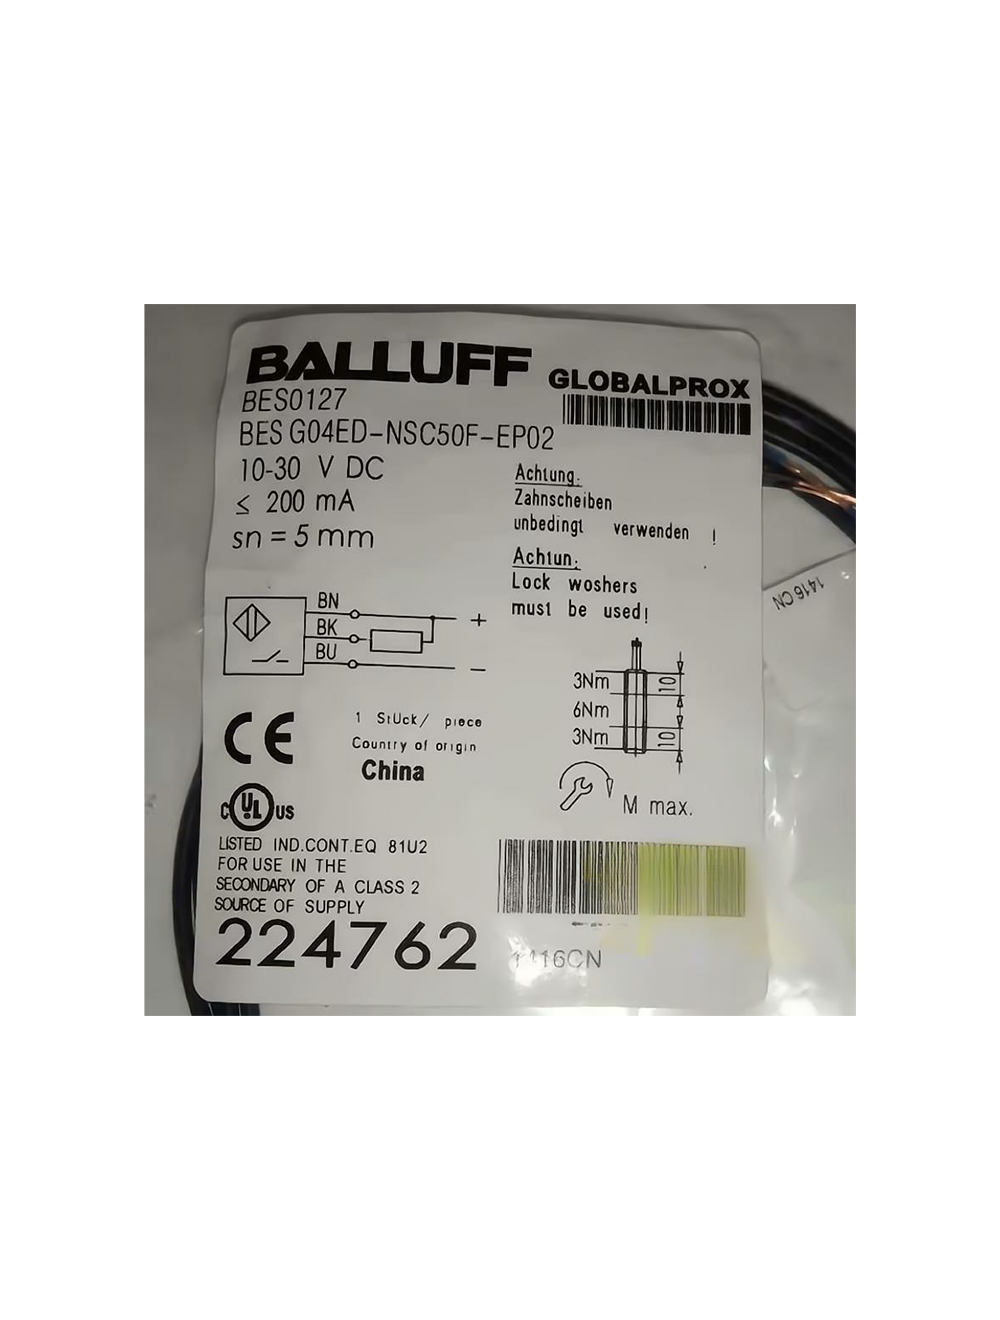 BALLUFF GLOBALPROX
BES0127
BES G04ED-NSC50F-EP02
10-30 V DC
≤ 200 mA
sn = 5 mm
Achtung:
Zahnscheiben
unbedingt verwenden !
Achtun:
Lock woshers
must be used!
BN
BK
BU
+
−
3Nm
6Nm
3Nm
10
10
M max.
CE
1 StÜck/ piece
Country of origin
China
c UL US
LISTED IND.CONT.EQ 81U2
FOR USE IN THE
SECONDARY OF A CLASS 2
SOURCE OF SUPPLY
224762
1416CN
1416CN